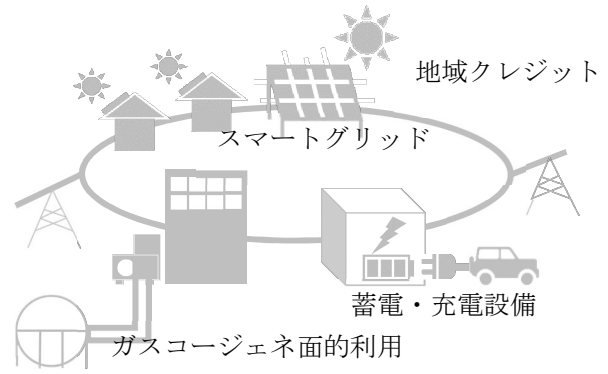 地域クレジット
スマートグリッド
蓄電・充電設備
ガスコージェネ面的利用